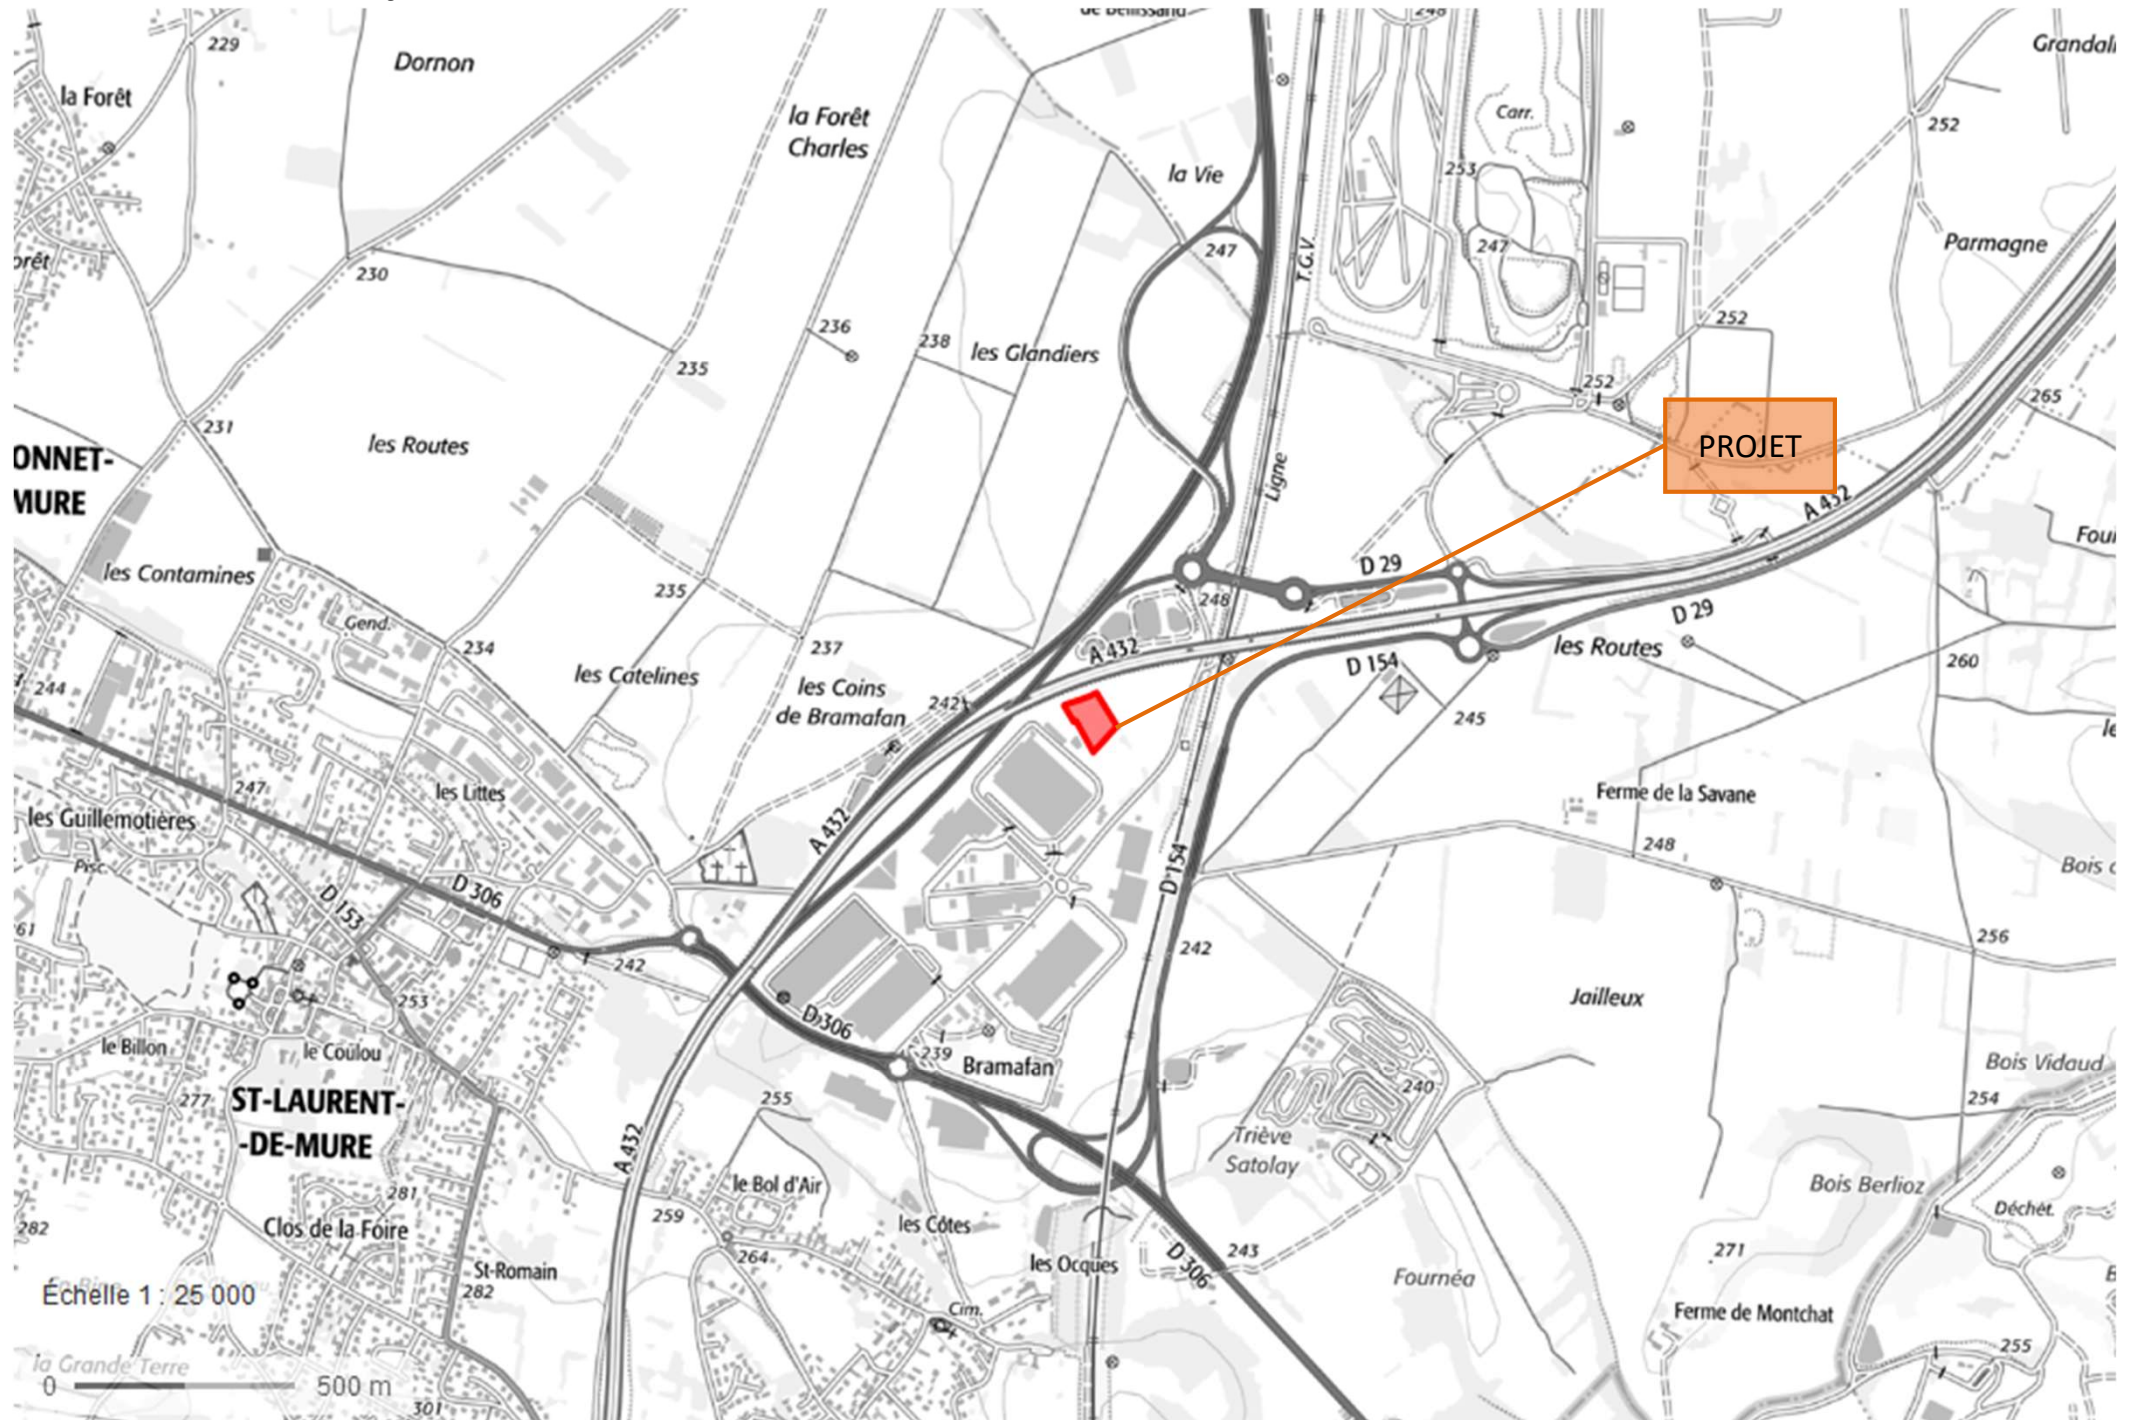 229
Dornon
la Forêt
la Forêt
Charles
la Vie
Carr.
253
252
Grandal
Parmagne
247
247
T.G.V.
orêt
230
236
238
les Glandiers
235
252
252
265
231
les Routes
ONNET-
MURE
Ligne
PROJET
A 432
les Contamines
Gend.
234
235
237
D 29
248
A 432
D 29
les Routes
D 154
260
245
244
les Catelines
les Coins
de Bramafan
242
247
les Littes
les Guillemotières
Pisc.
A 432
D 154
Ferme de la Savane
248
Bois
D 153
D 306
242
61
253
242
256
Jailleux
D 306
239
Bramafan
le Billon
le Coulou
277
ST-LAURENT-
-DE-MURE
255
240
Bois Vidaud
254
A 432
Triève
Satolay
Bois Berlioz
Déchèt.
le Bol d'Air
281
282
Clos de la Foire
259
264
les Côtes
les Ocques
D 306
243
271
Fournéa
St-Romain
282
Échelle 1 : 25 000
Cim.
Ferme de Montchat
255
la Grande Terre
0
500 m
301